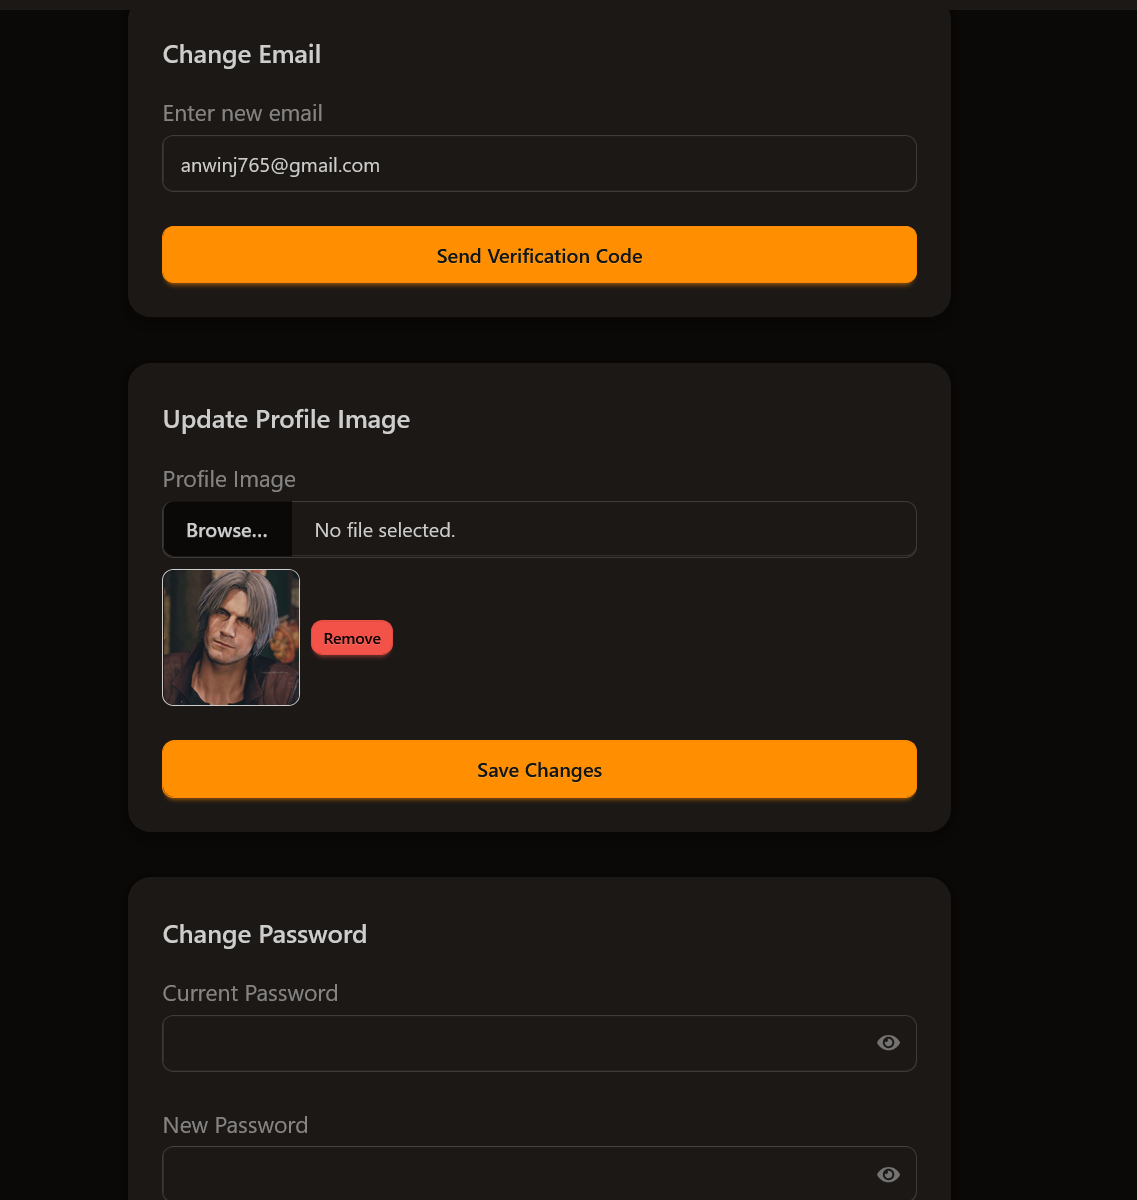 Change Email
Enter new email
anwinj765@gmail.com
Send Verification Code
Update Profile Image
Profile Image
Browse... No file selected.
Remove
Save Changes
Change Password
Current Password
New Password